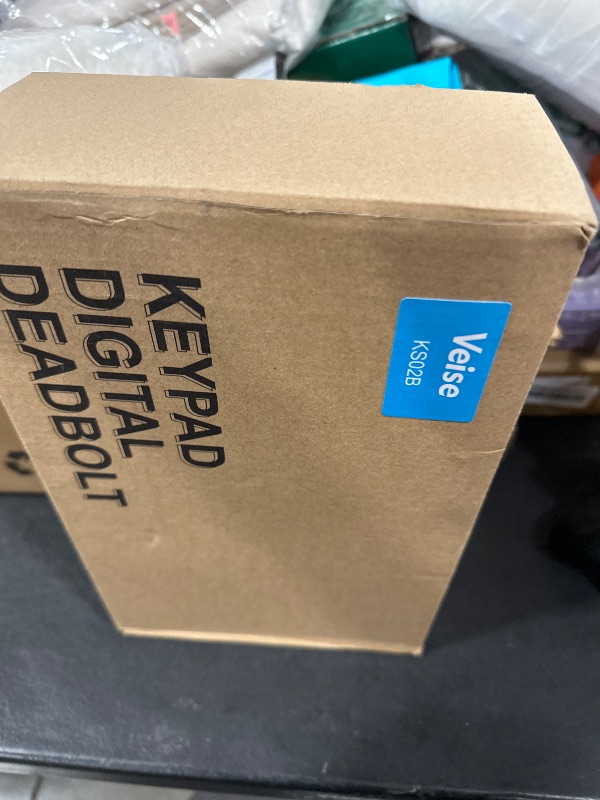 Veise
KS02B
KEYPAD
DIGITAL
DEADBOLT